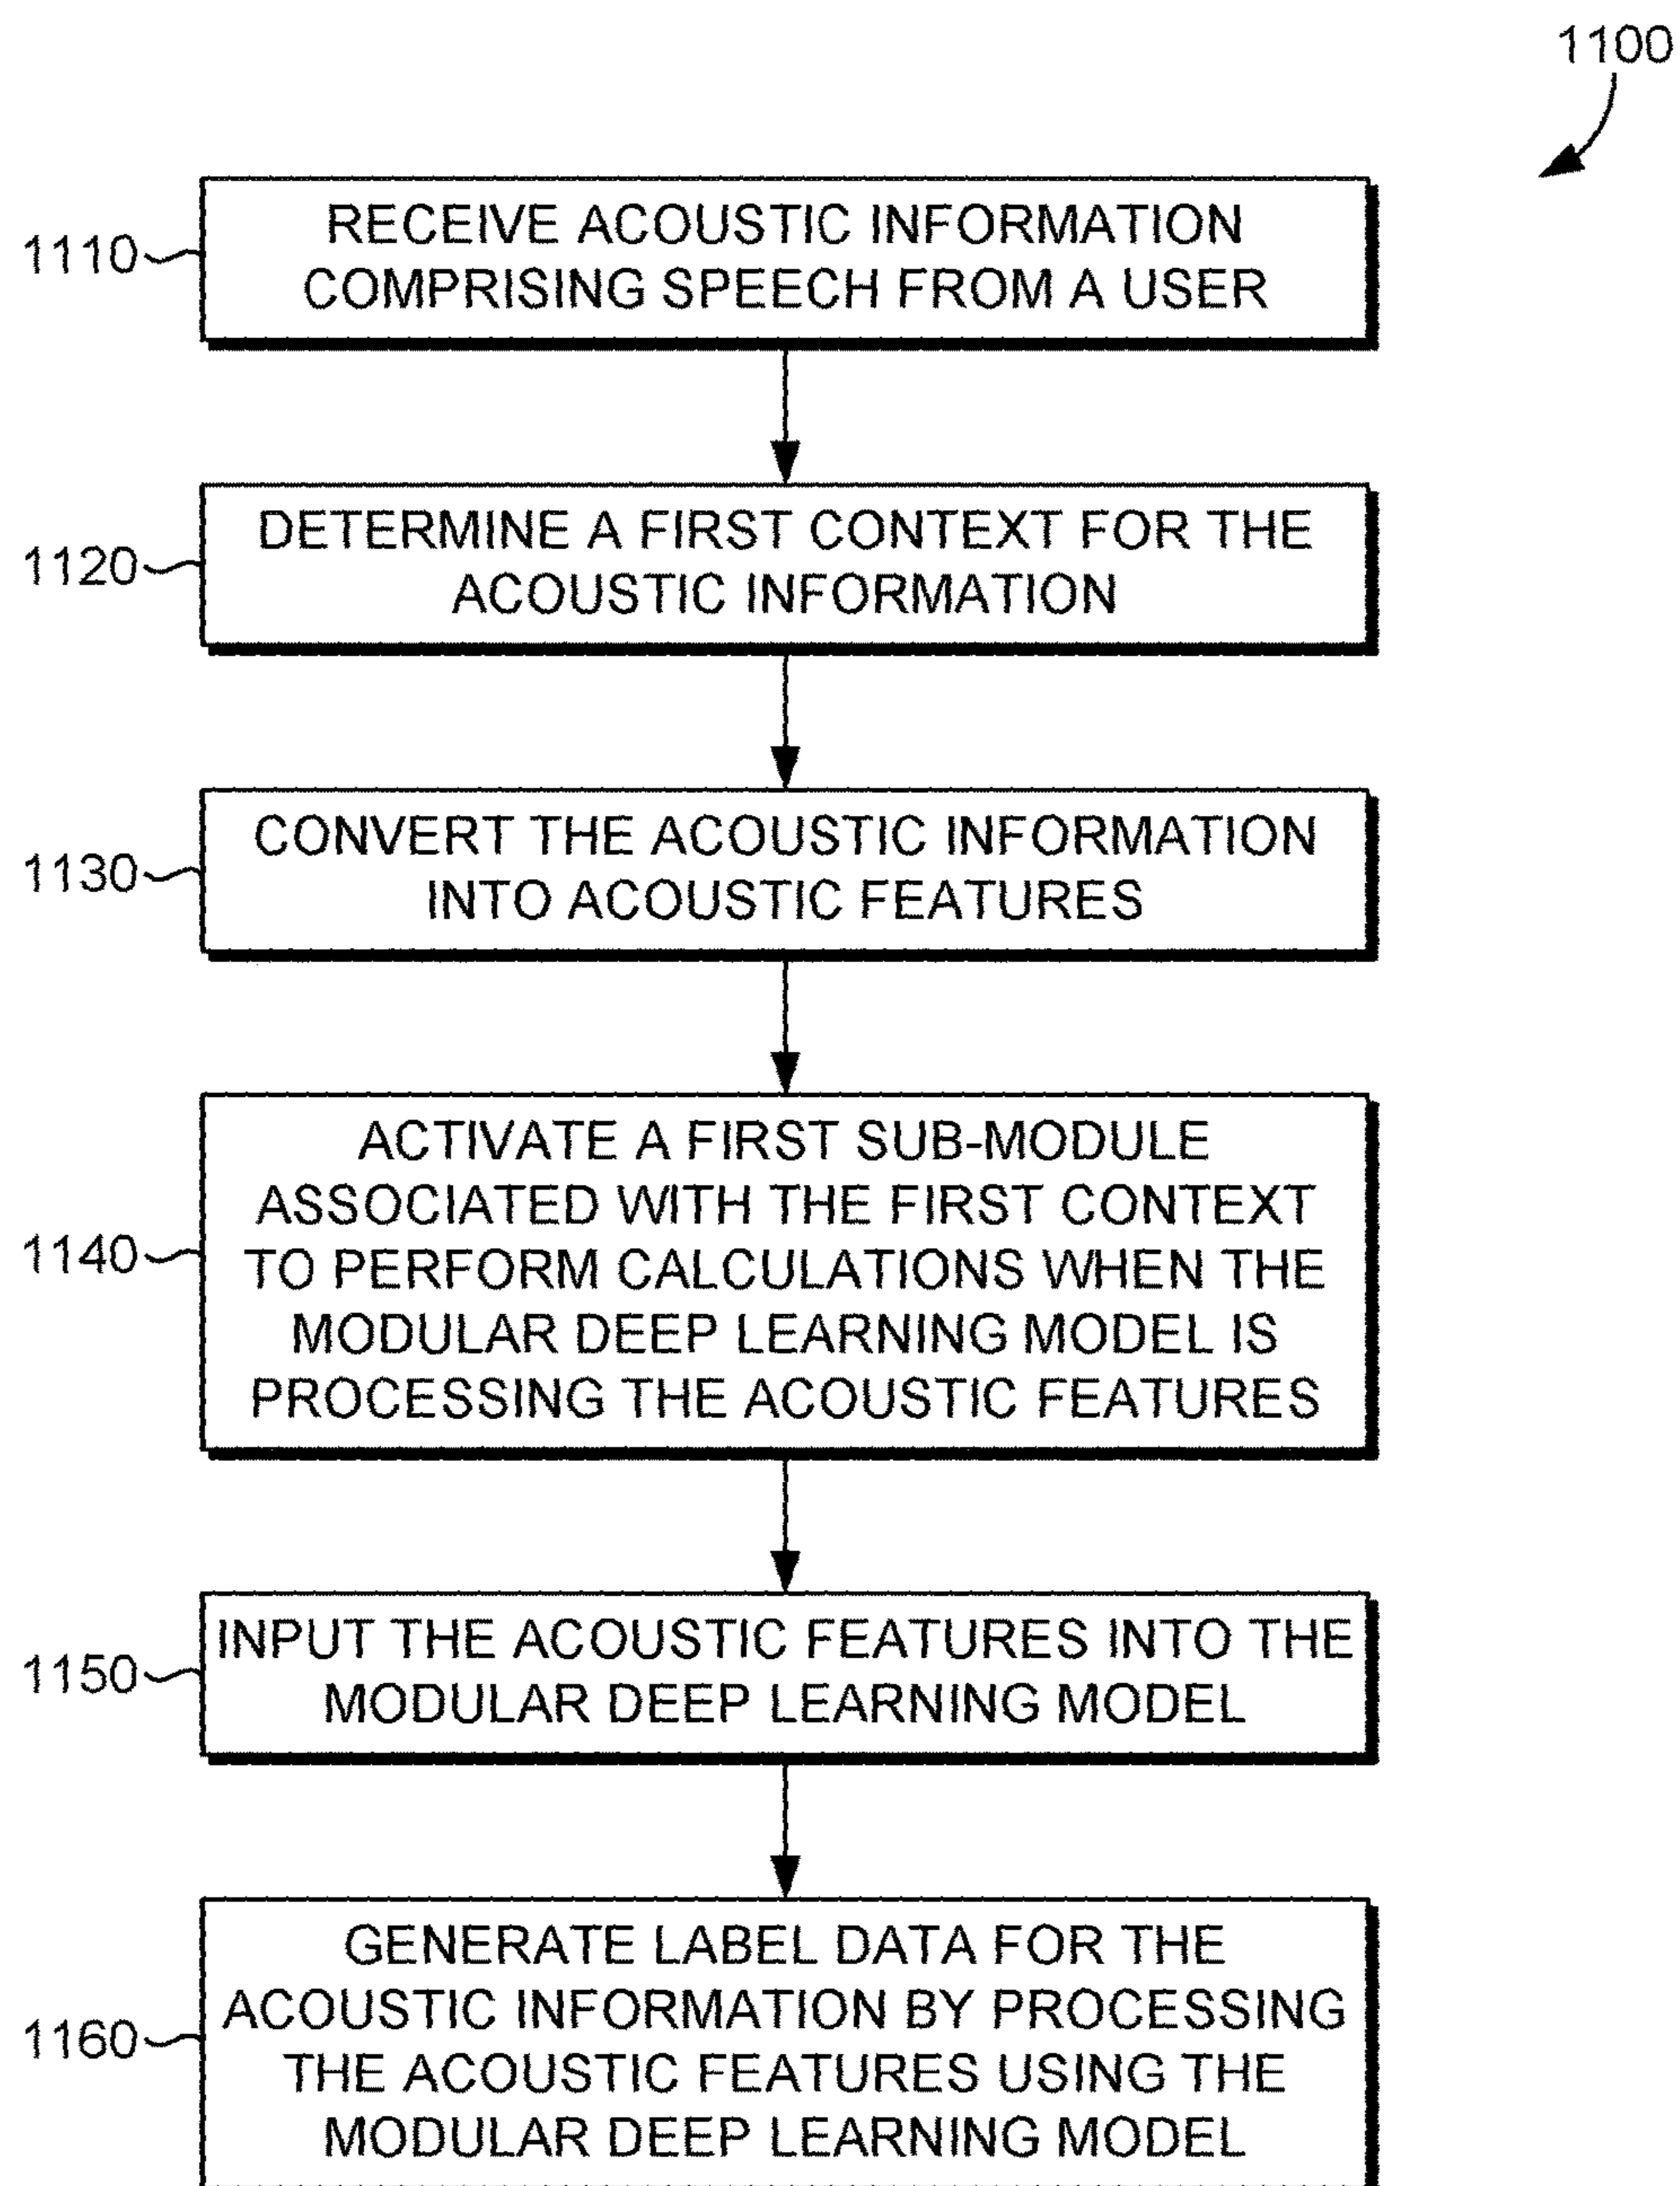 1100
1110
RECEIVE ACOUSTIC INFORMATION
COMPRISING SPEECH FROM A USER
1120
DETERMINE A FIRST CONTEXT FOR THE
ACOUSTIC INFORMATION
1130
CONVERT THE ACOUSTIC INFORMATION
INTO ACOUSTIC FEATURES
1140
ACTIVATE A FIRST SUB-MODULE
ASSOCIATED WITH THE FIRST CONTEXT
TO PERFORM CALCULATIONS WHEN THE
MODULAR DEEP LEARNING MODEL IS
PROCESSING THE ACOUSTIC FEATURES
1150
INPUT THE ACOUSTIC FEATURES INTO THE
MODULAR DEEP LEARNING MODEL
1160
GENERATE LABEL DATA FOR THE
ACOUSTIC INFORMATION BY PROCESSING
THE ACOUSTIC FEATURES USING THE
MODULAR DEEP LEARNING MODEL